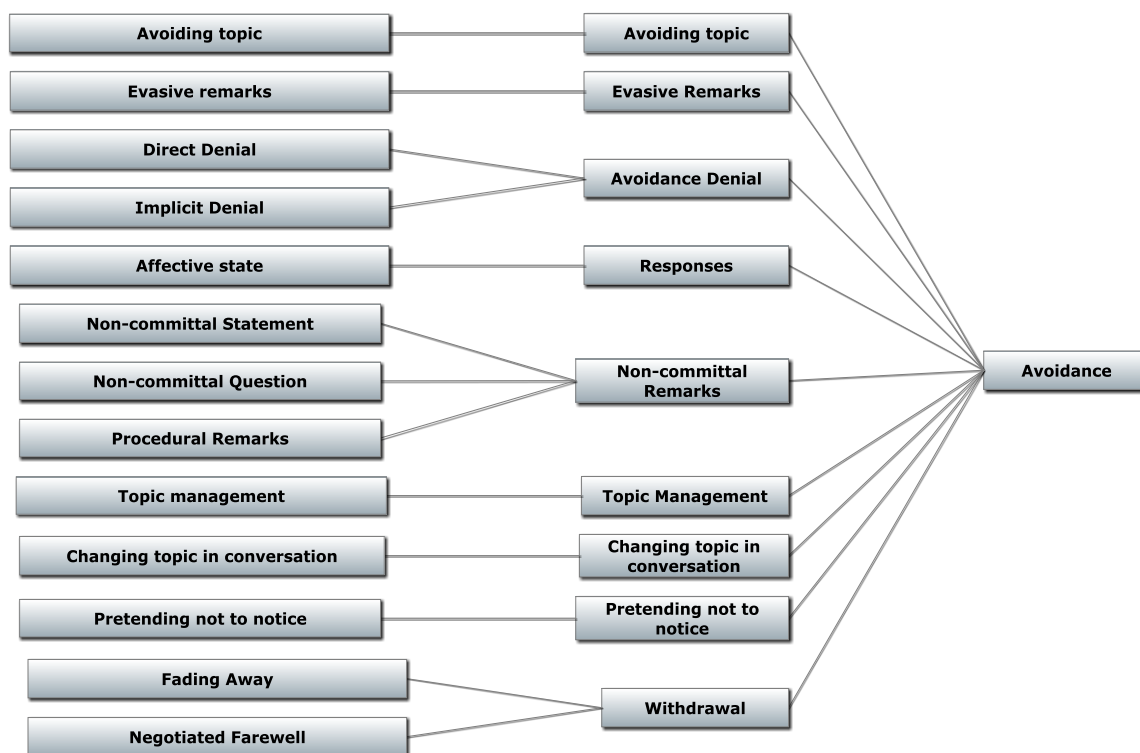 Avoiding topic
Avoiding topic
Evasive remarks
Evasive Remarks
Direct Denial
Avoidance Denial
Implicit Denial
Affective state
Responses
Non-committal Statement
Non-committal Question
Non-committal
Remarks
Avoidance
Procedural Remarks
Topic management
Topic Management
Changing topic in conversation
Changing topic in
conversation
Pretending not to notice
Pretending not to
notice
Fading Away
Withdrawal
Negotiated Farewell